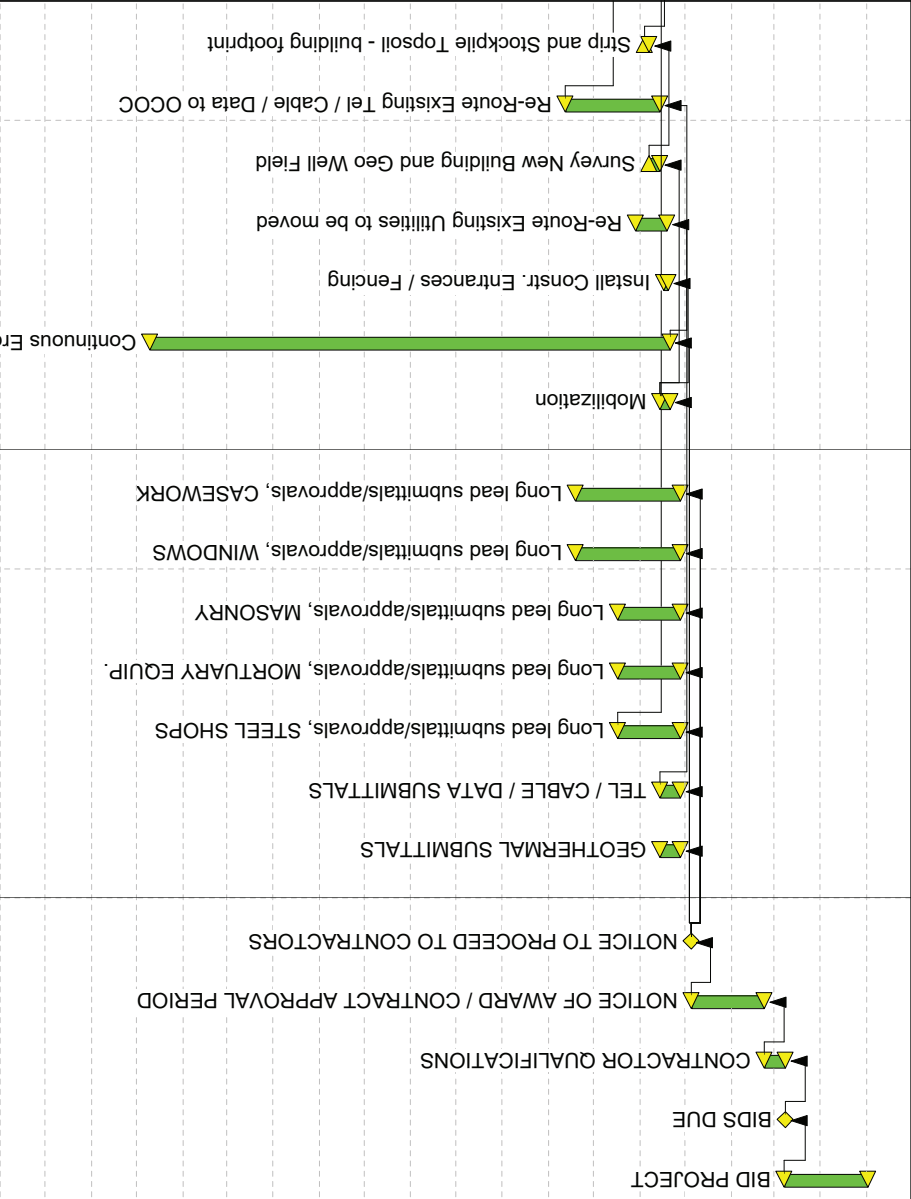 BID PROJECT
BIDS DUE
CONTRACTOR QUALIFICATIONS
NOTICE OF AWARD / CONTRACT APPROVAL PERIOD
NOTICE TO PROCEED TO CONTRACTORS
GEOTHERMAL SUBMITTALS
TEL / CABLE / DATA SUBMITTALS
Long lead submittals/approvals, STEEL SHOPS
Long lead submittals/approvals, MORTUARY EQUIP.
Long lead submittals/approvals, MASONRY
Long lead submittals/approvals, WINDOWS
Long lead submittals/approvals, CASEWORK
Mobilization
Continuous Ero
Install Constr. Entrances / Fencing
Re-Route Existing Utilities to be moved
Survey New Building and Geo Well Field
Re-Route Existing Tel / Cable / Data to OCOC
Strip and Stockpile Topsoil - building footprint